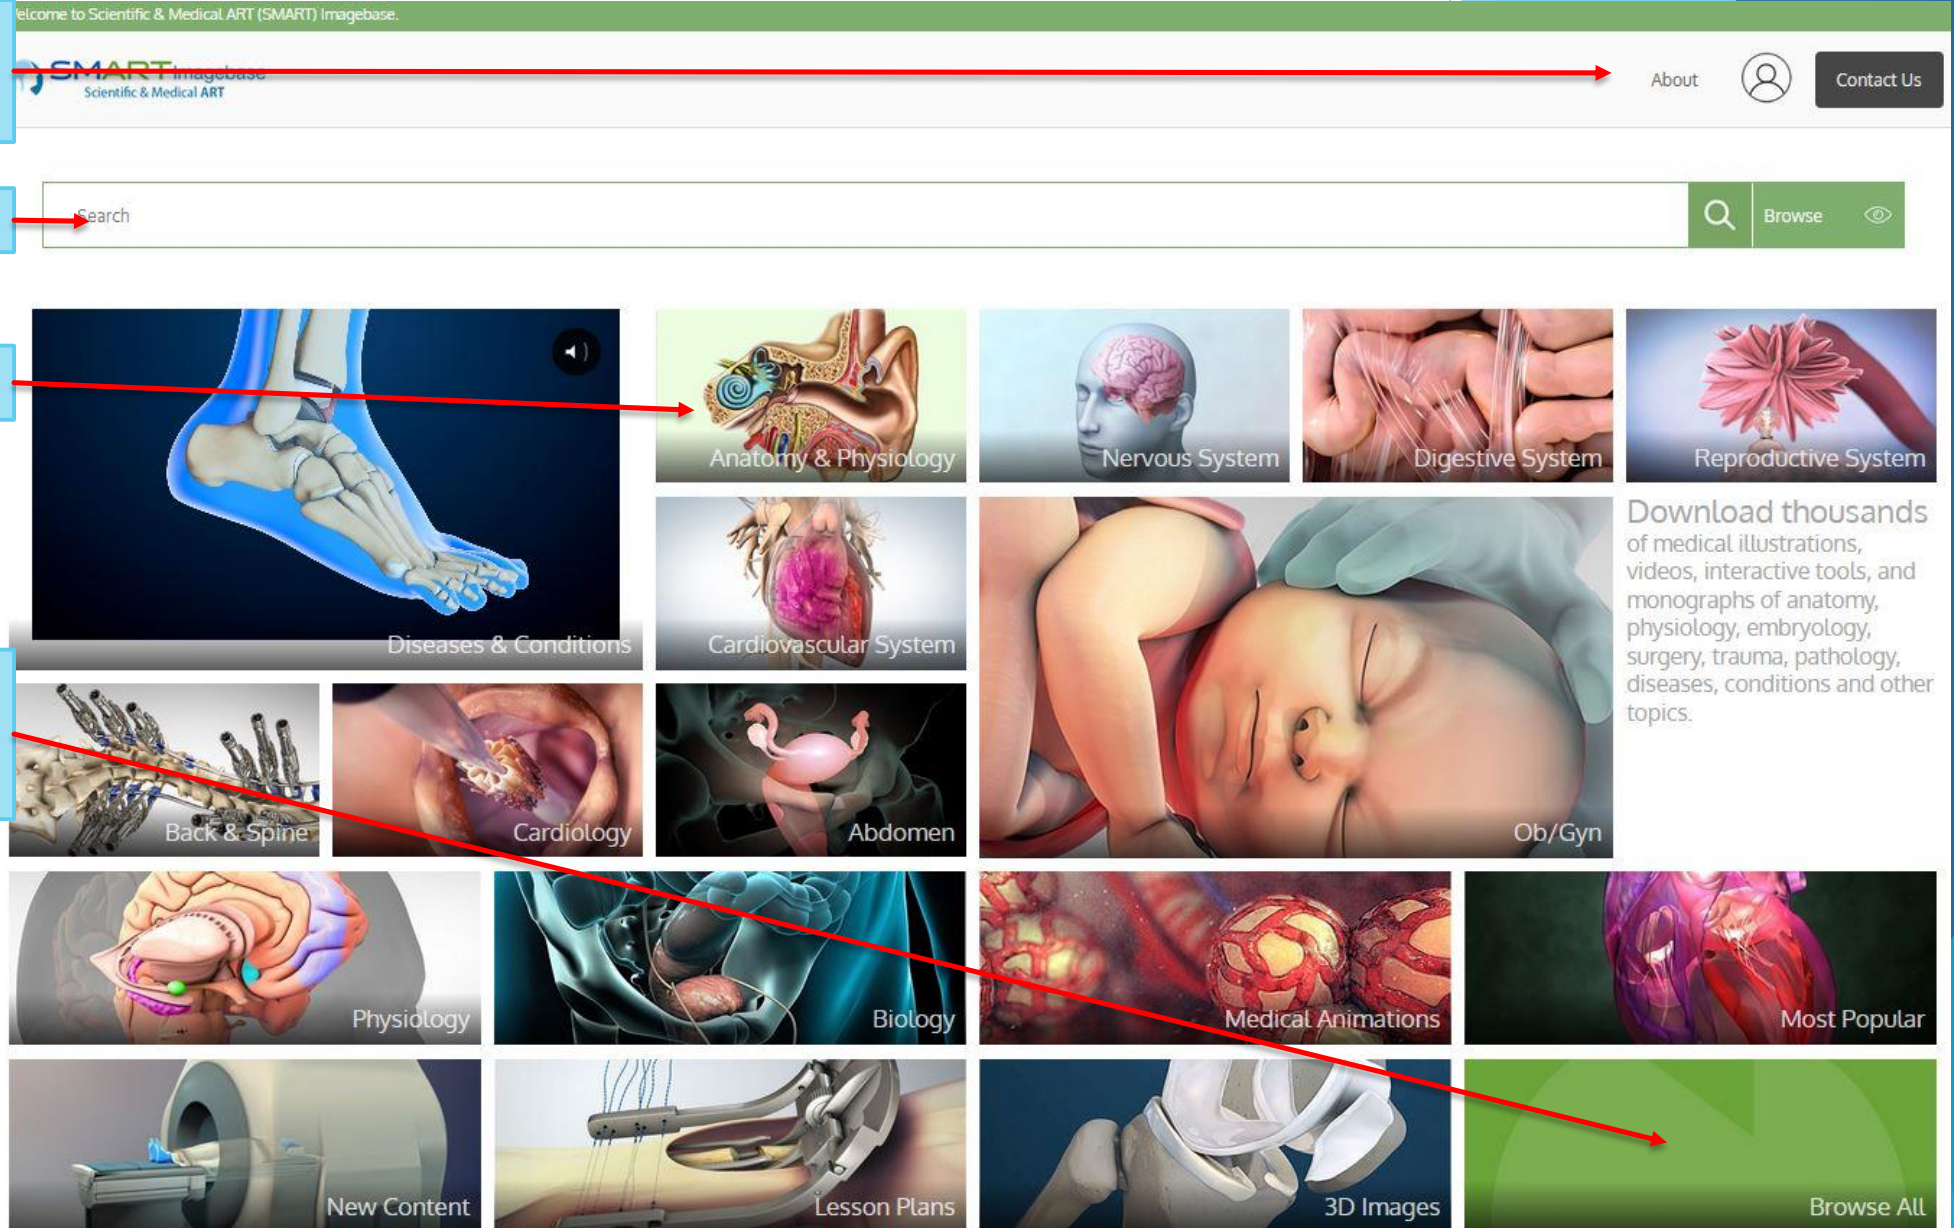 elcome to Scientific & Medical ART (SMART) Imagebase.
SMART Imagebase
Scientific & Medical ART
About
Contact Us
Search
Browse
Anatomy & Physiology
Nervous System
Digestive System
Reproductive System
Diseases & Conditions
Cardiovascular System
Download thousands
of medical illustrations,
videos, interactive tools, and
monographs of anatomy,
physiology, embryology,
surgery, trauma, pathology,
diseases, conditions and other
topics.
Back & Spine
Cardiology
Abdomen
Ob/Gyn
Physiology
Biology
Medical Animations
Most Popular
New Content
Lesson Plans
3D Images
Browse All